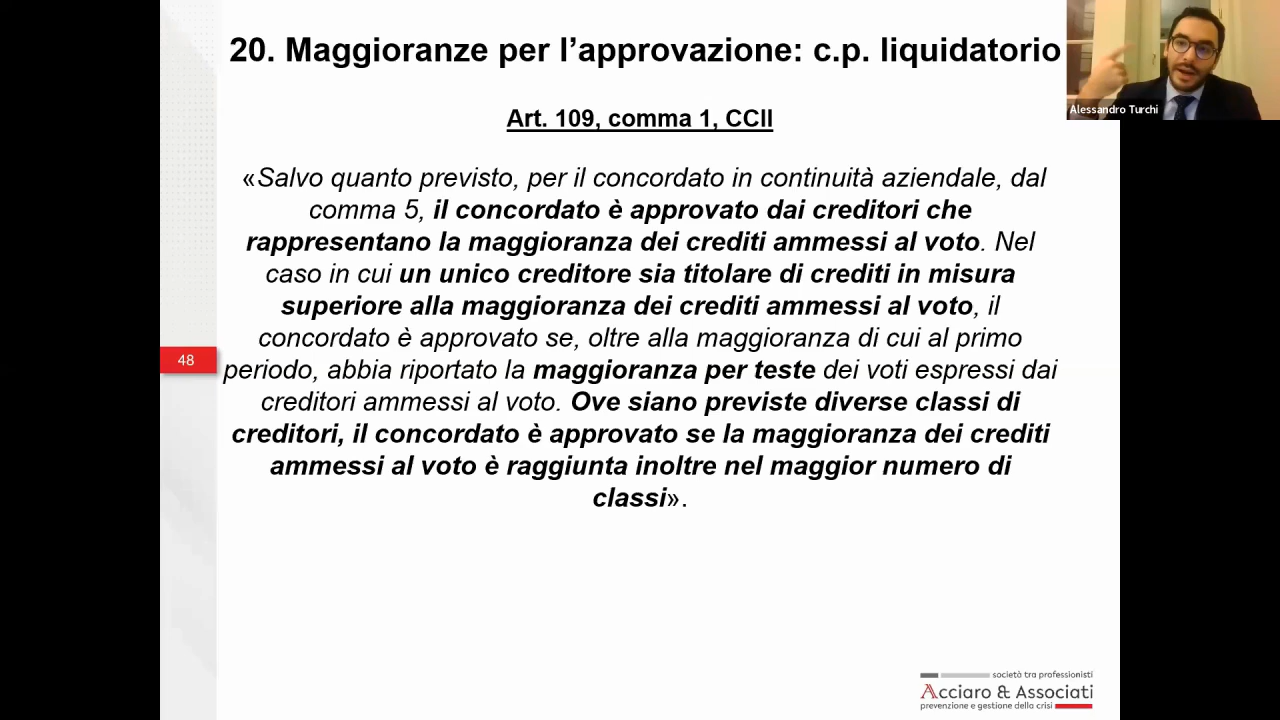 20. Maggioranze per l’approvazione: c.p. liquidatorio
Alessandro Turchi
Art. 109, comma 1, CCII
«Salvo quanto previsto, per il concordato in continuità aziendale, dal
comma 5, il concordato è approvato dai creditori che
rappresentano la maggioranza dei crediti ammessi al voto. Nel
caso in cui un unico creditore sia titolare di crediti in misura
superiore alla maggioranza dei crediti ammessi al voto, il
concordato è approvato se, oltre alla maggioranza di cui al primo
periodo, abbia riportato la maggioranza per teste dei voti espressi dai
creditori ammessi al voto. Ove siano previste diverse classi di
creditori, il concordato è approvato se la maggioranza dei crediti
ammessi al voto è raggiunta inoltre nel maggior numero di
classi».
48
società tra professionisti
Acciaro & Associati
prevenzione e gestione della crisi